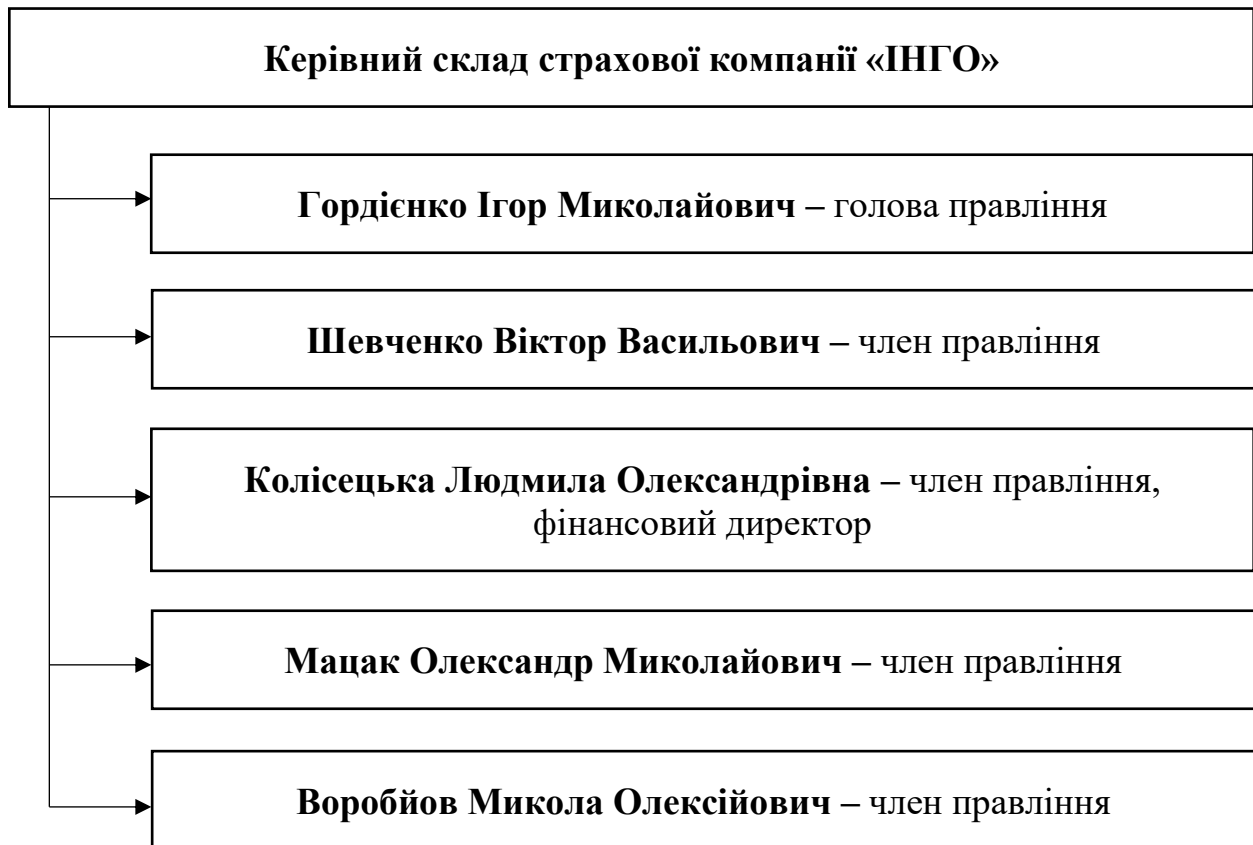 Керівний склад страхової компанії «ІНГО»
Гордієнко Ігор Миколайович – голова правління
Шевченко Віктор Васильович – член правління
Колісецька Людмила Олександрівна – член правління,
фінансовий директор
Мацак Олександр Миколайович – член правління
Воробйов Микола Олексійович – член правління